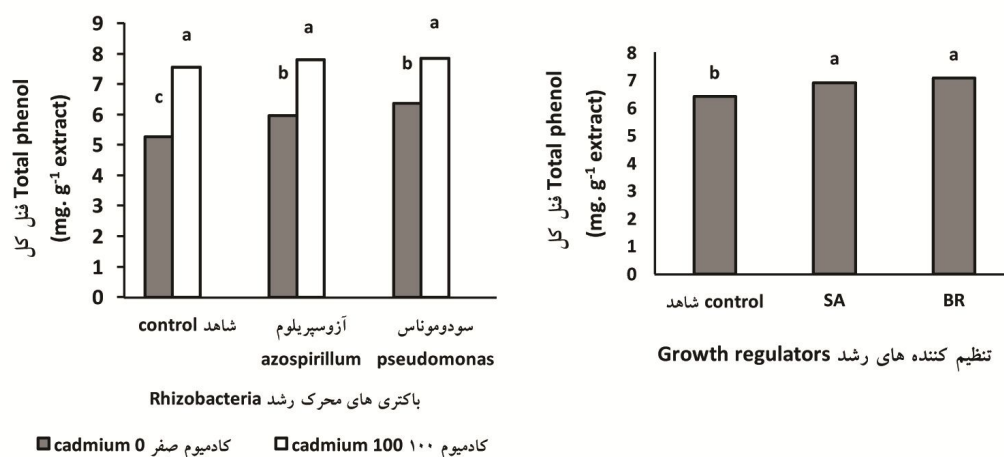 فنل کل Total phenol
(mg. g⁻¹ extract)
9
8
7
6
5
4
3
2
1
0
c
a
b
a
b
a
شاهد control
آزوسپریلوم
azospirillum
سودوموناس
pseudomonas
باکتری های محرک رشد Rhizobacteria
کادمیوم صفر cadmium 0
کادمیوم ۱۰۰ cadmium 100
فنل کل Total phenol
(mg. g⁻¹ extract)
8
7
6
5
4
3
2
1
0
b
a
a
شاهد control
SA
BR
تنظیم کننده های رشد Growth regulators